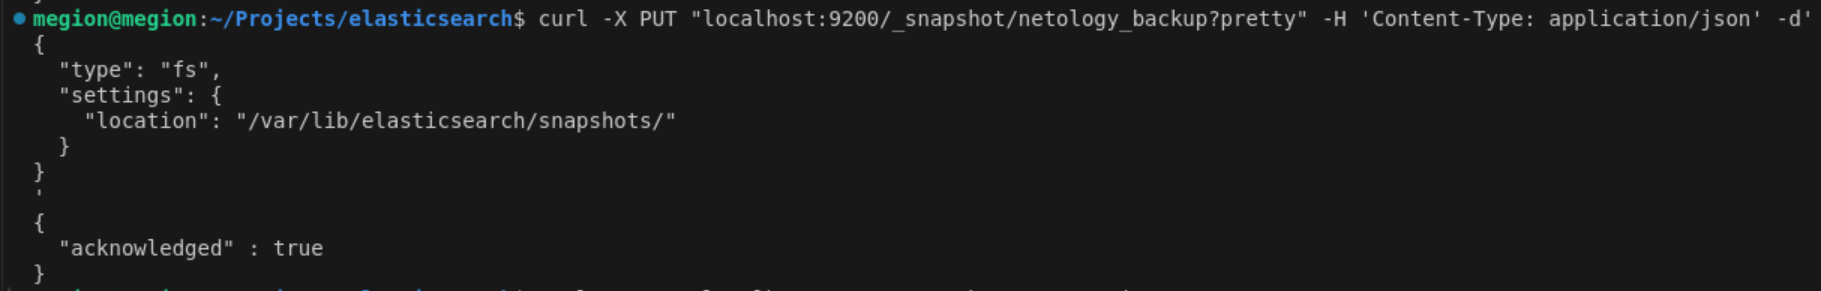 megion@megion:~/Projects/elasticsearch$ curl -X PUT "localhost:9200/_snapshot/netology_backup?pretty" -H 'Content-Type: application/json' -d'
{
  "type": "fs",
  "settings": {
    "location": "/var/lib/elasticsearch/snapshots/"
  }
}
'
{
  "acknowledged" : true
}